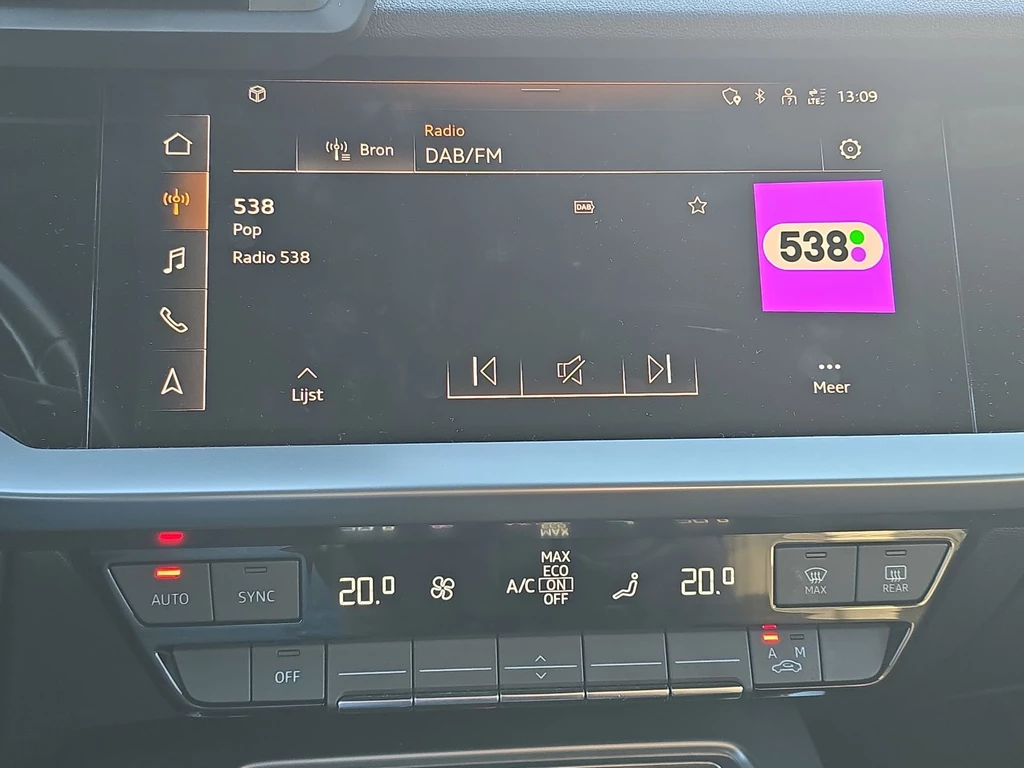 LTE 13:09
Bron
Radio
DAB/FM
538
Pop
Radio 538
DAB
538
Lijst
Meer
AUTO
SYNC
20.0
A/C
MAX
ECO
ON
OFF
20.0
MAX
REAR
OFF
A M